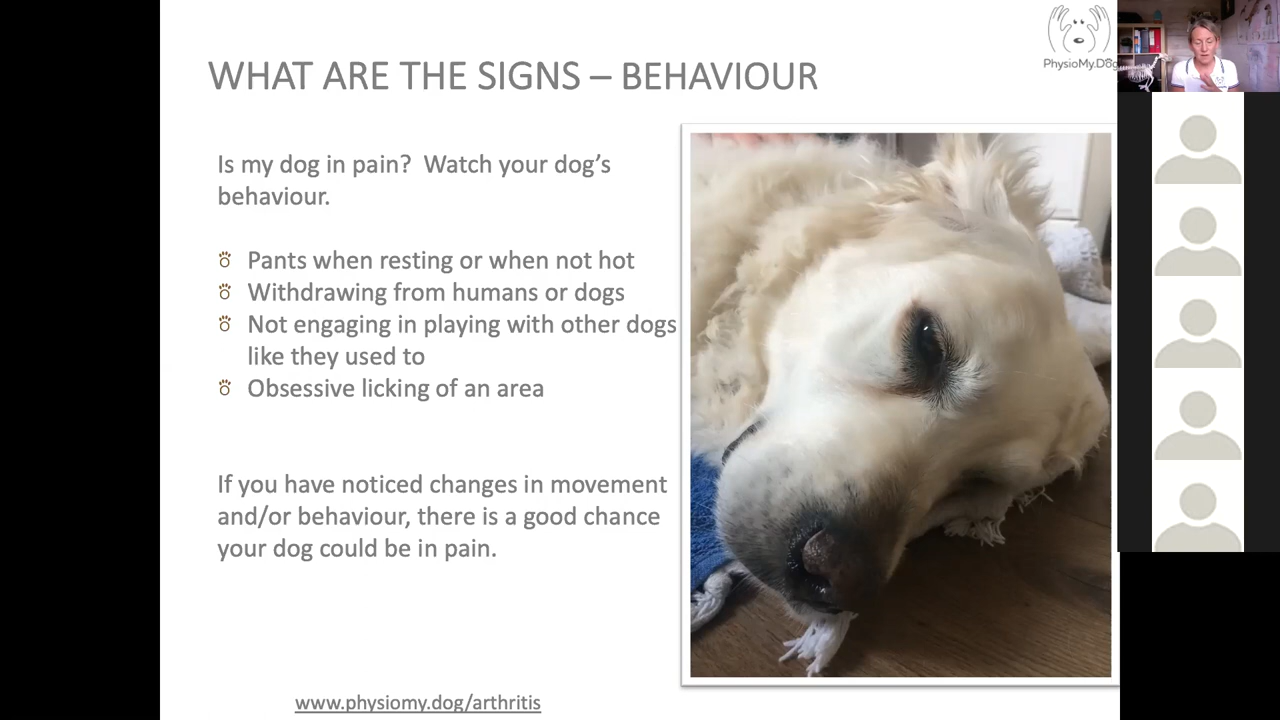 WHAT ARE THE SIGNS – BEHAVIOUR
PhysioMy.Dog
Is my dog in pain?  Watch your dog’s
behaviour.
Pants when resting or when not hot
Withdrawing from humans or dogs
Not engaging in playing with other dogs
like they used to
Obsessive licking of an area
If you have noticed changes in movement
and/or behaviour, there is a good chance
your dog could be in pain.
www.physiomy.dog/arthritis